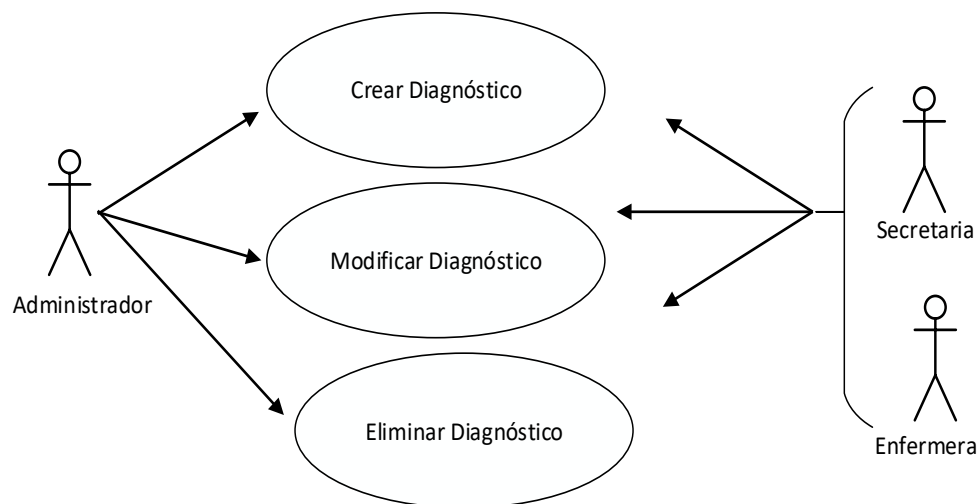 Crear Diagnóstico
Modificar Diagnóstico
Eliminar Diagnóstico
Administrador
Secretaria
Enfermera